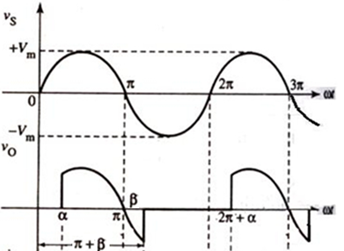 vS
+Vm
0 π 2π 3π ωt
−Vm
vO
α π β 2π + α ωt
π + β